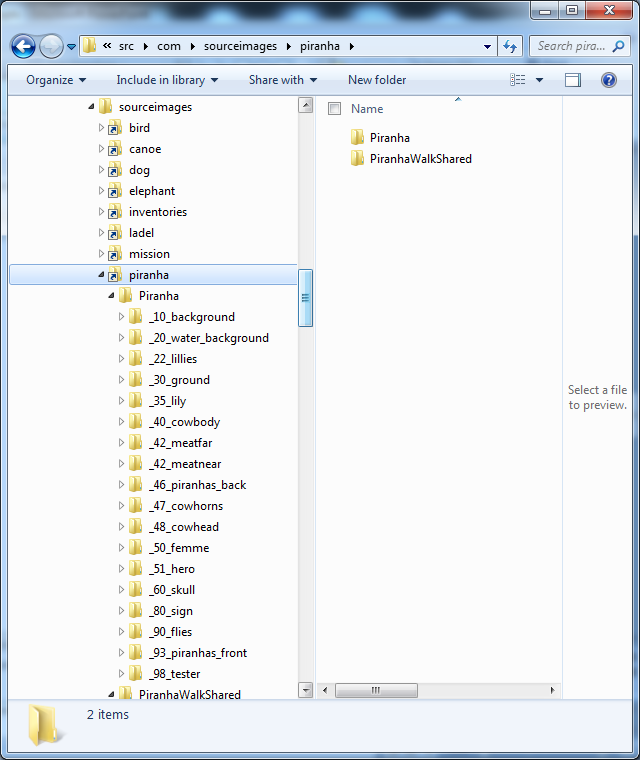 « src com sourceimages piranha Search pira...
Organize Include in library Share with New folder
sourceimages
bird
canoe
dog
elephant
inventories
ladel
mission
piranha
Piranha
_10_background
_20_water_background
_22_lillies
_30_ground
_35_lily
_40_cowbody
_42_meatfar
_42_meatnear
_46_piranhas_back
_47_cowhorns
_48_cowhead
_50_femme
_51_hero
_60_skull
_80_sign
_90_flies
_93_piranhas_front
_98_tester
PiranhaWalkShared
Name
Piranha
PiranhaWalkShared
Select a file
to preview.
2 items